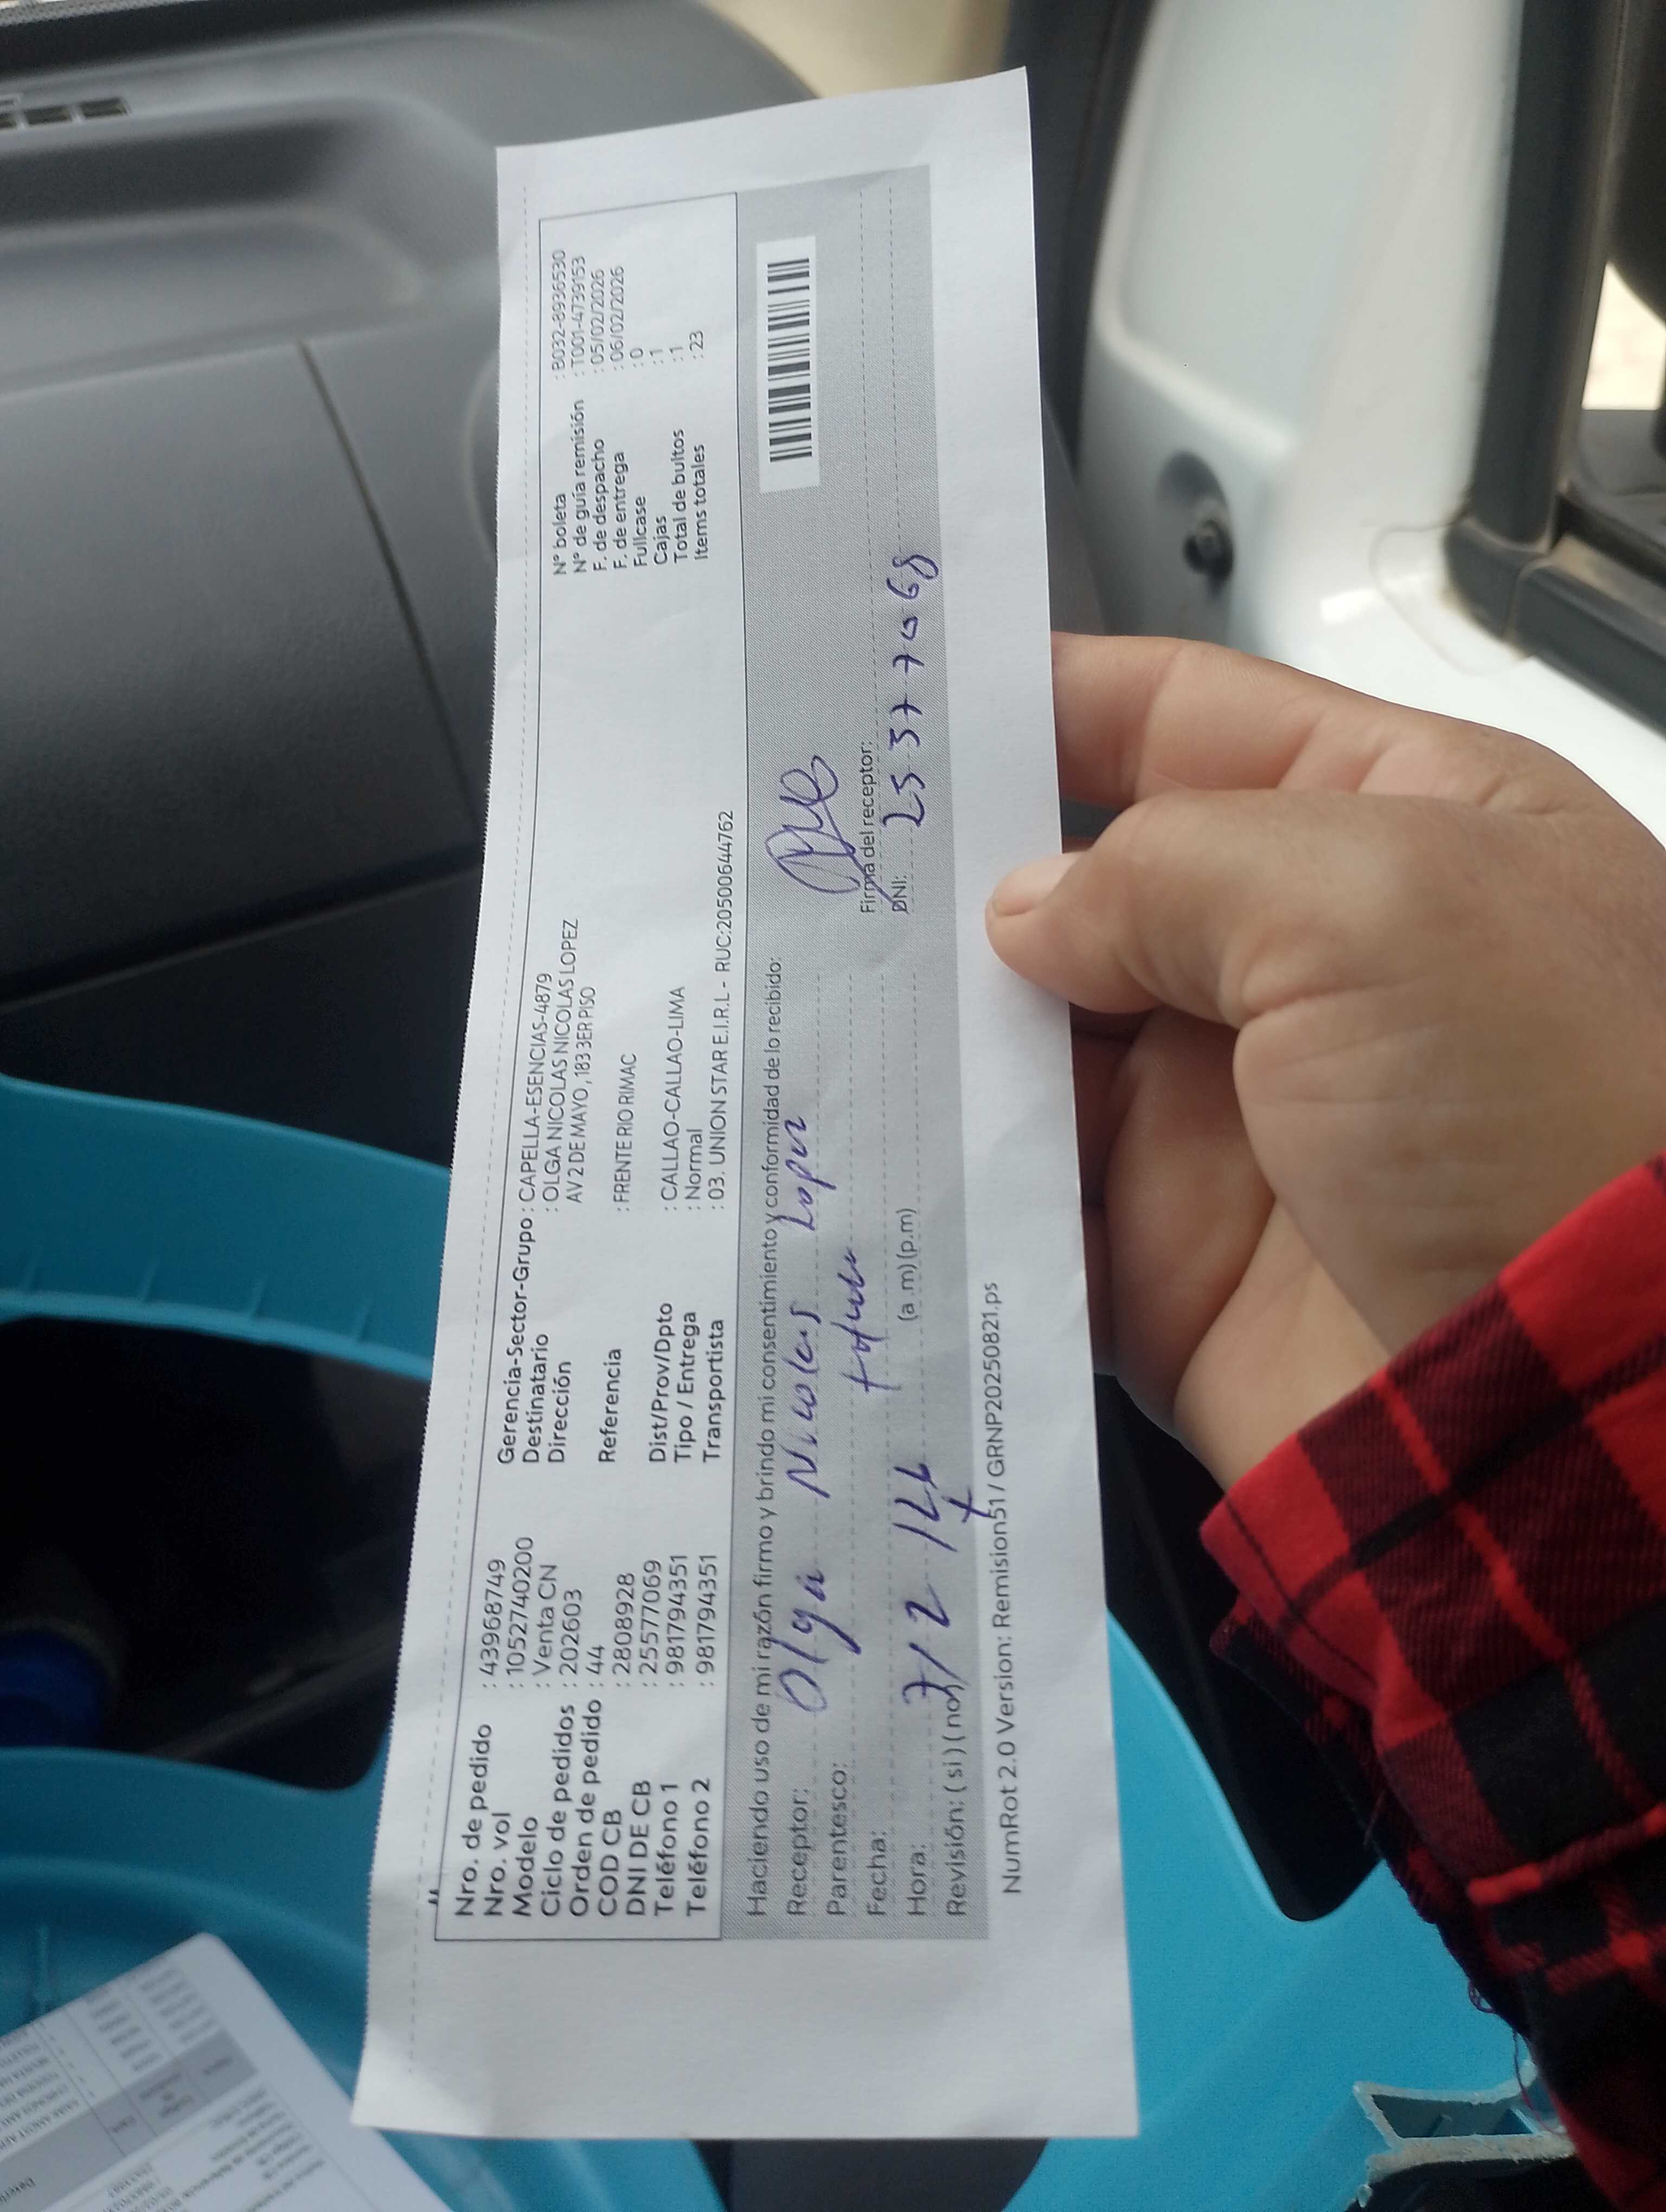 Nro. de pedido : 43968749
Nro. vol : 1052740200
Modelo : Venta CN
Ciclo de pedidos : 202603
Orden de pedido : 44
COD CB : 2808928
DNI DE CB : 25577069
Teléfono 1 : 981794351
Teléfono 2 : 981794351
Gerencia-Sector-Grupo : CAPELLA-ESENCIAS-4879
Destinatario : OLGA NICOLAS NICOLAS LOPEZ
Dirección AV 2 DE MAYO, 183 3ER PISO
Referencia : FRENTE RIO RIMAC
Dist/Prov/Dpto : CALLAO-CALLAO-LIMA
Tipo / Entrega : Normal
Transportista : 03. UNION STAR E.I.R.L - RUC:20500644762
N° boleta : B032-8936530
N° de guía remisión : T001-4739153
F. de despacho : 05/02/2026
F. de entrega : 06/02/2026
Fullcase : 0
Cajas : 1
Total de bultos : 1
Items totales : 23
Haciendo uso de mi razón firmo y brindo mi consentimiento y conformidad de lo recibido:
Receptor: Olga Nicolas Lopez
Parentesco:
Fecha:
Hora: 7/2 (a .m) (p.m)
Revisión: ( si ) ( no )
Firma del receptor:
DNI:
NumRot 2.0 Version: Remision51 / GRNP20250821.ps